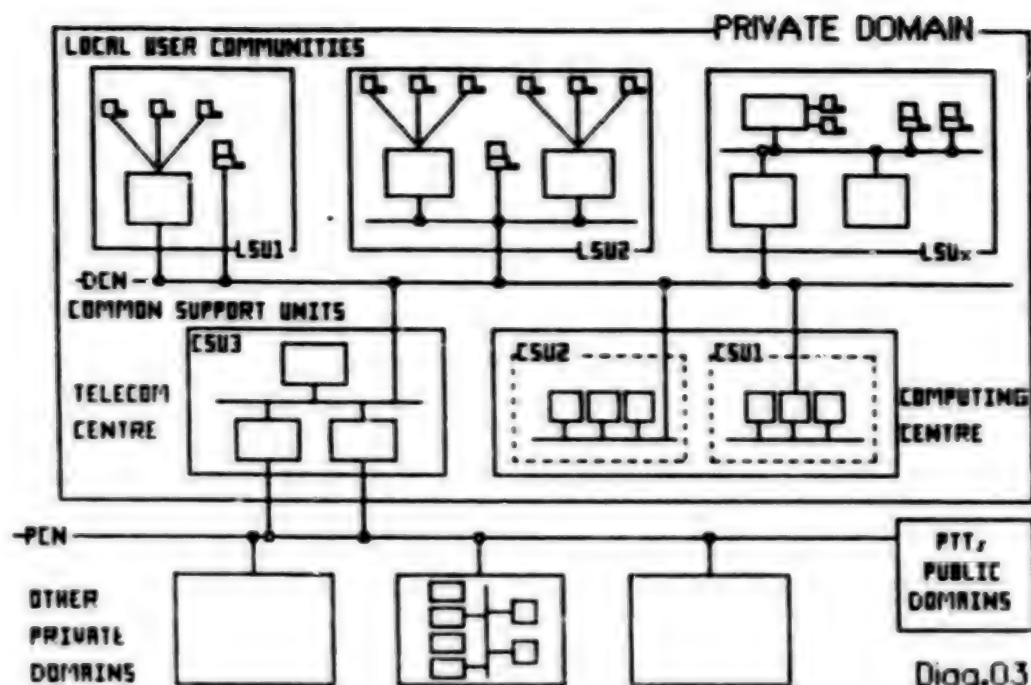 PRIVATE DOMAIN
LOCAL USER COMMUNITIES
LSU1
LSU2
LSUx
DCN
COMMON SUPPORT UNITS
CSU3
CSU2
CSU1
TELECOM
CENTRE
COMPUTING
CENTRE
PCN
PTT,
PUBLIC
DOMAINS
OTHER
PRIVATE
DOMAINS
Diag.03